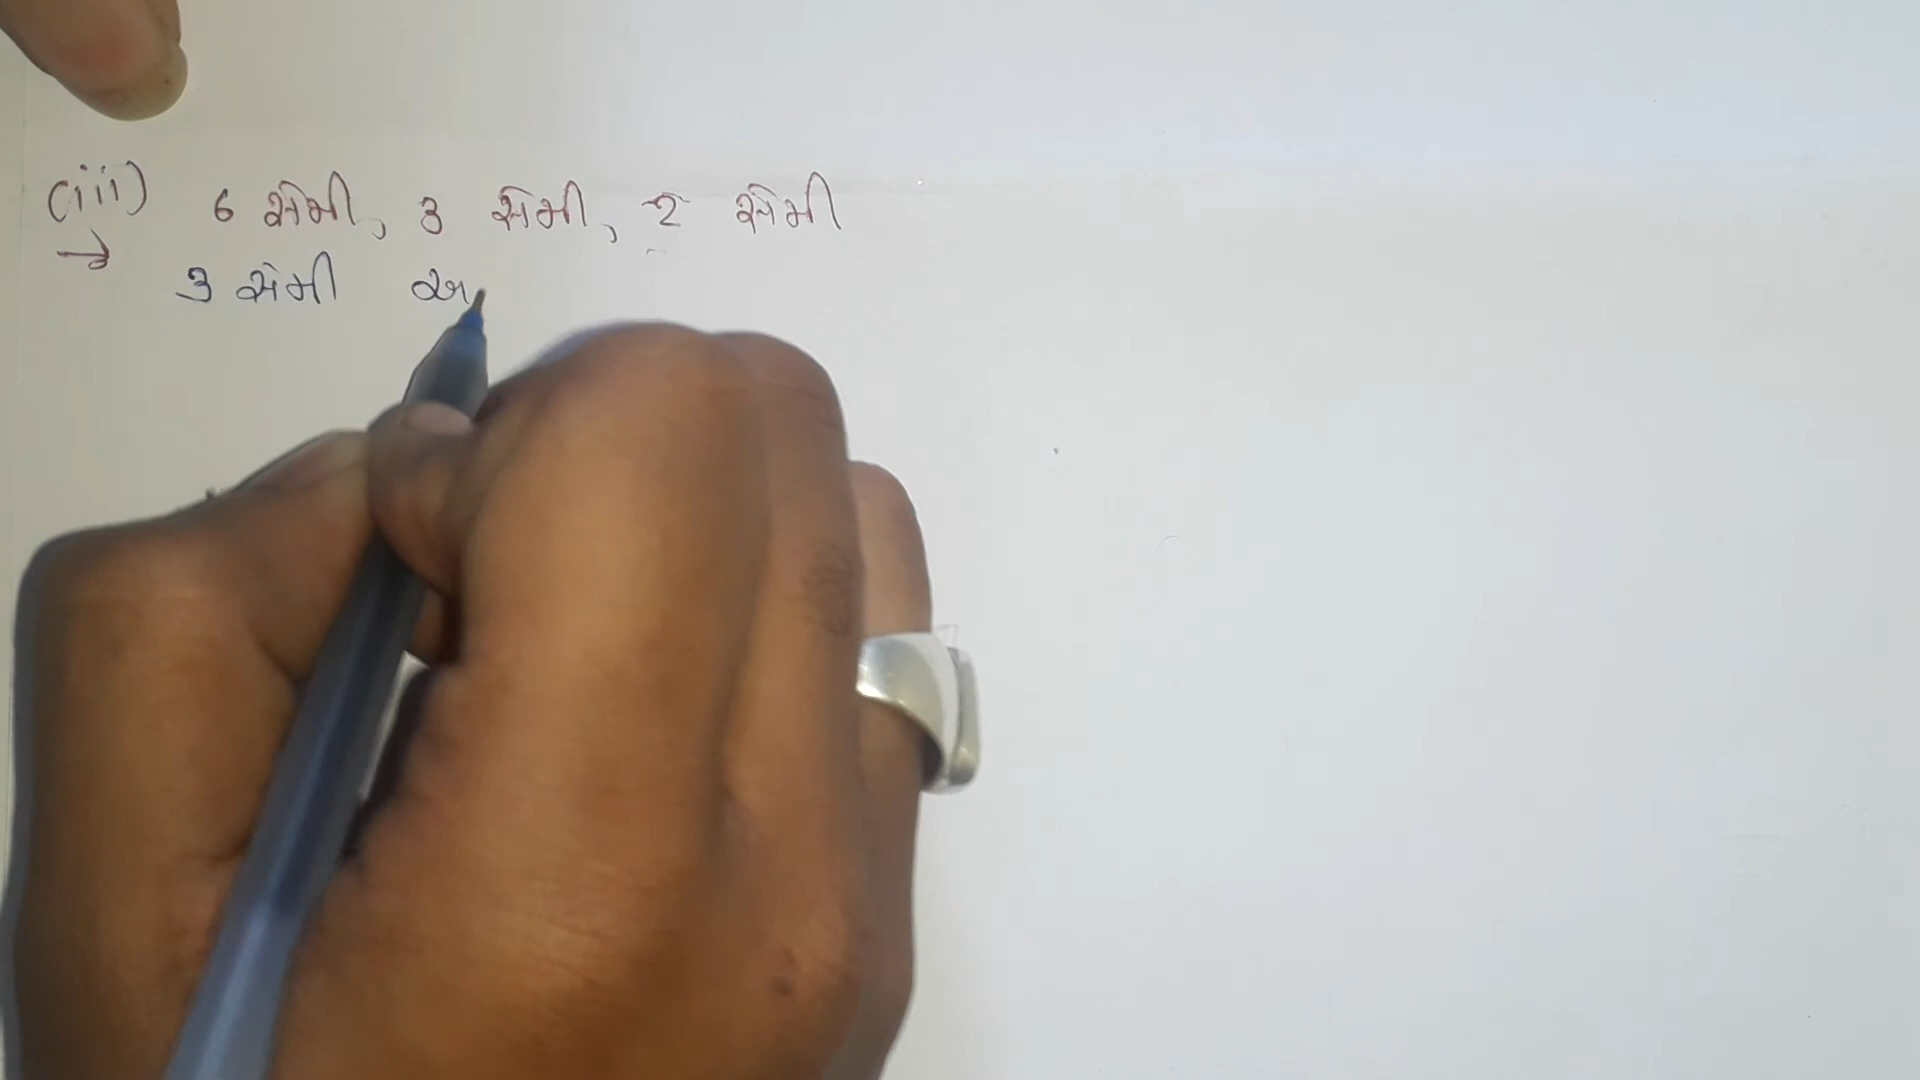 (iii) 6 સેમી, 3 સેમી, 2 સેમી
→ 3 સેમી અ